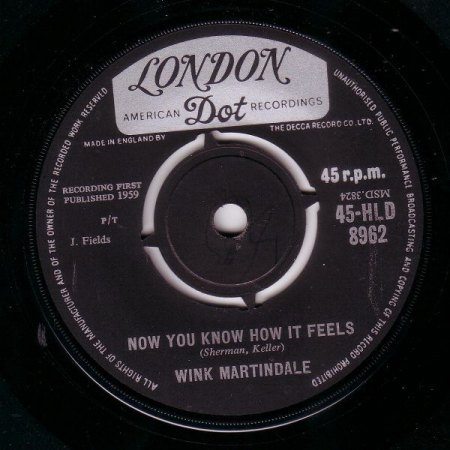 LONDON
AMERICAN Dot RECORDINGS
MADE IN ENGLAND BY
THE DECCA RECORD CO. LTD.
RECORDING FIRST
PUBLISHED 1959
P/T
J. Fields
45 r.p.m.
MSD.3824
45-HLD
8962
NOW YOU KNOW HOW IT FEELS
(Sherman, Keller)
WINK MARTINDALE
ALL RIGHTS OF THE MANUFACTURER AND OF THE OWNER OF THE RECORDED WORK RESERVED
UNAUTHORISED PUBLIC PERFORMANCE BROADCASTING AND COPYING OF THIS RECORD PROHIBITED